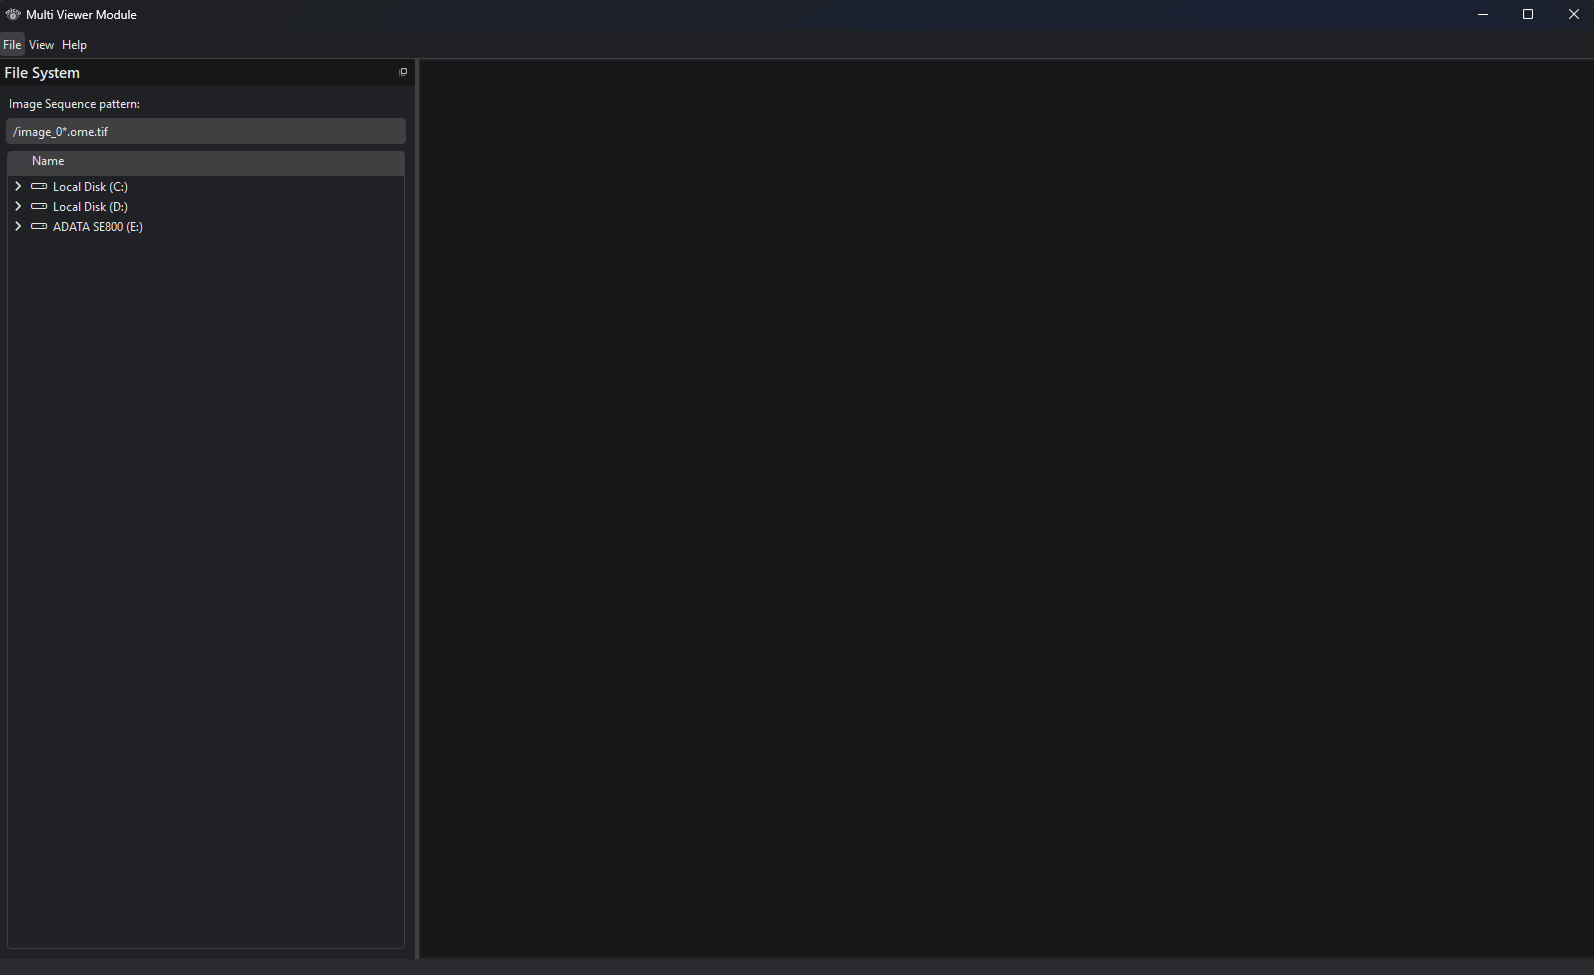 Multi Viewer Module
File View Help
File System
Image Sequence pattern:
/image_0*.ome.tif
Name
Local Disk (C:)
Local Disk (D:)
ADATA SE800 (E:)